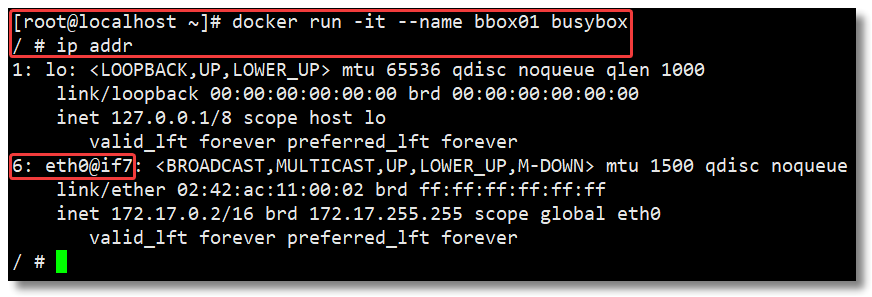 [root@localhost ~]# docker run -it --name bbox01 busybox
/ # ip addr
1: lo: <LOOPBACK,UP,LOWER_UP> mtu 65536 qdisc noqueue qlen 1000
    link/loopback 00:00:00:00:00:00 brd 00:00:00:00:00:00
    inet 127.0.0.1/8 scope host lo
       valid_lft forever preferred_lft forever
6: eth0@if7: <BROADCAST,MULTICAST,UP,LOWER_UP,M-DOWN> mtu 1500 qdisc noqueue
    link/ether 02:42:ac:11:00:02 brd ff:ff:ff:ff:ff:ff
    inet 172.17.0.2/16 brd 172.17.255.255 scope global eth0
       valid_lft forever preferred_lft forever
/ #